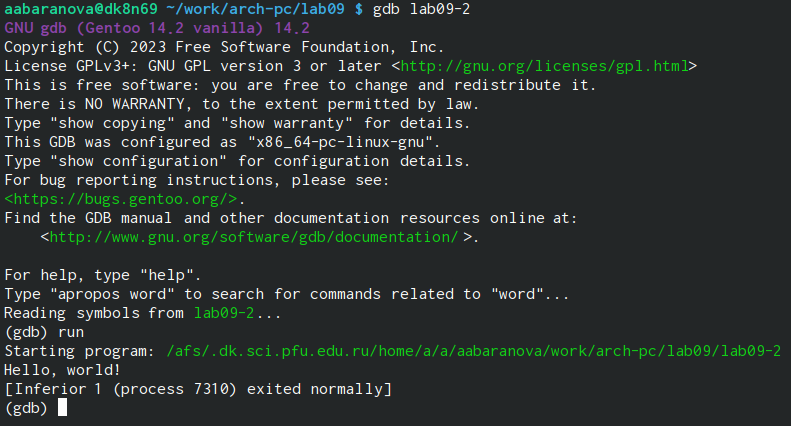 aabaranova@dk8n69 ~/work/arch-pc/lab09 $ gdb lab09-2
GNU gdb (Gentoo 14.2 vanilla) 14.2
Copyright (C) 2023 Free Software Foundation, Inc.
License GPLv3+: GNU GPL version 3 or later <http://gnu.org/licenses/gpl.html>
This is free software: you are free to change and redistribute it.
There is NO WARRANTY, to the extent permitted by law.
Type "show copying" and "show warranty" for details.
This GDB was configured as "x86_64-pc-linux-gnu".
Type "show configuration" for configuration details.
For bug reporting instructions, please see:
<https://bugs.gentoo.org/>.
Find the GDB manual and other documentation resources online at:
    <http://www.gnu.org/software/gdb/documentation/>.

For help, type "help".
Type "apropos word" to search for commands related to "word"...
Reading symbols from lab09-2...
(gdb) run
Starting program: /afs/.dk.sci.pfu.edu.ru/home/a/a/aabaranova/work/arch-pc/lab09/lab09-2
Hello, world!
[Inferior 1 (process 7310) exited normally]
(gdb)